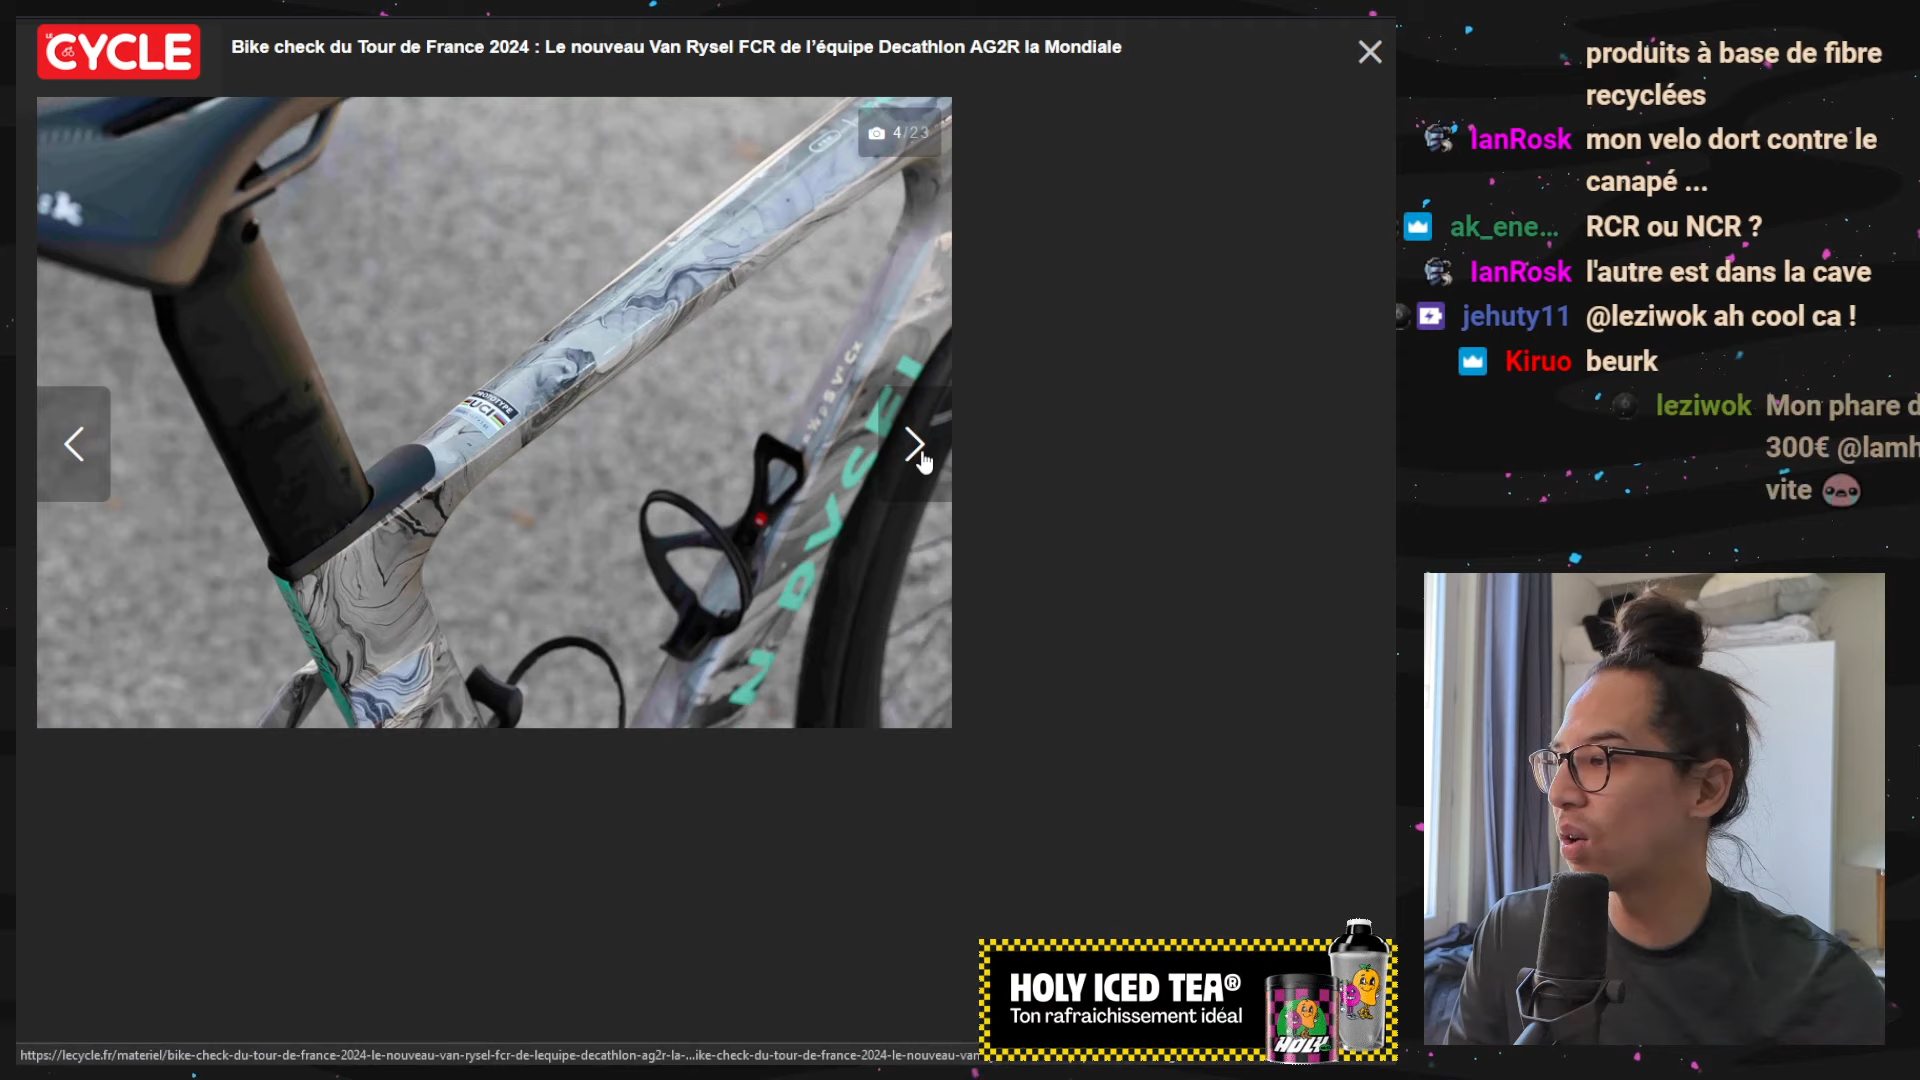 LE CYCLE
Bike check du Tour de France 2024 : Le nouveau Van Rysel FCR de l'équipe Decathlon AG2R la Mondiale
4/23
PROTOTYPE
UCI
produits à base de fibre
recyclées
IanRosk mon velo dort contre le
canapé ...
ak_ene... RCR ou NCR ?
IanRosk l'autre est dans la cave
jehuty11 @leziwok ah cool ca !
Kiruo beurk
leziwok Mon phare d
300€ @lamh
vite
HOLY ICED TEA®
Ton rafraichissement idéal
HOLY
https://lecycle.fr/materiel/bike-check-du-tour-de-france-2024-le-nouveau-van-rysel-fcr-de-lequipe-decathlon-ag2r-la-...ike-check-du-tour-de-france-2024-le-nouveau-van